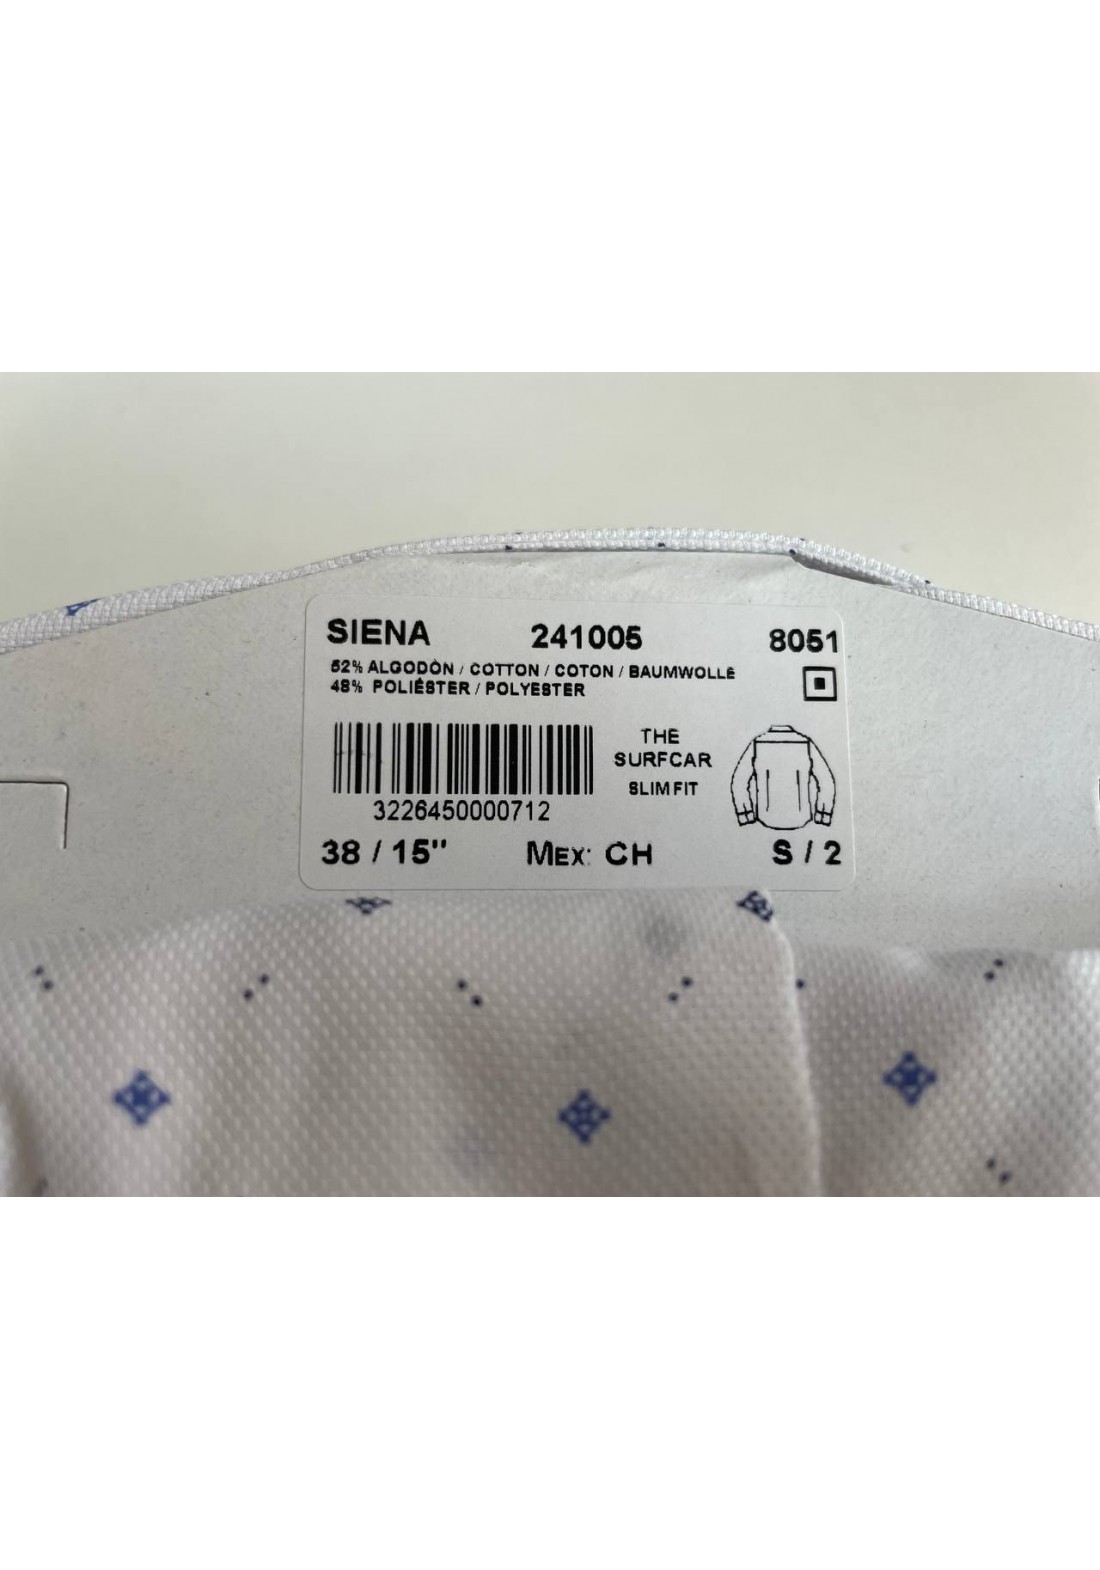 SIENA 241005 8051
52% ALGODÒN / COTTON / COTON / BAUMWOLLE
48% POLIÉSTER / POLYESTER
THE
SURFCAR
SLIM FIT
3226450000712
38 / 15" MEX: CH S / 2